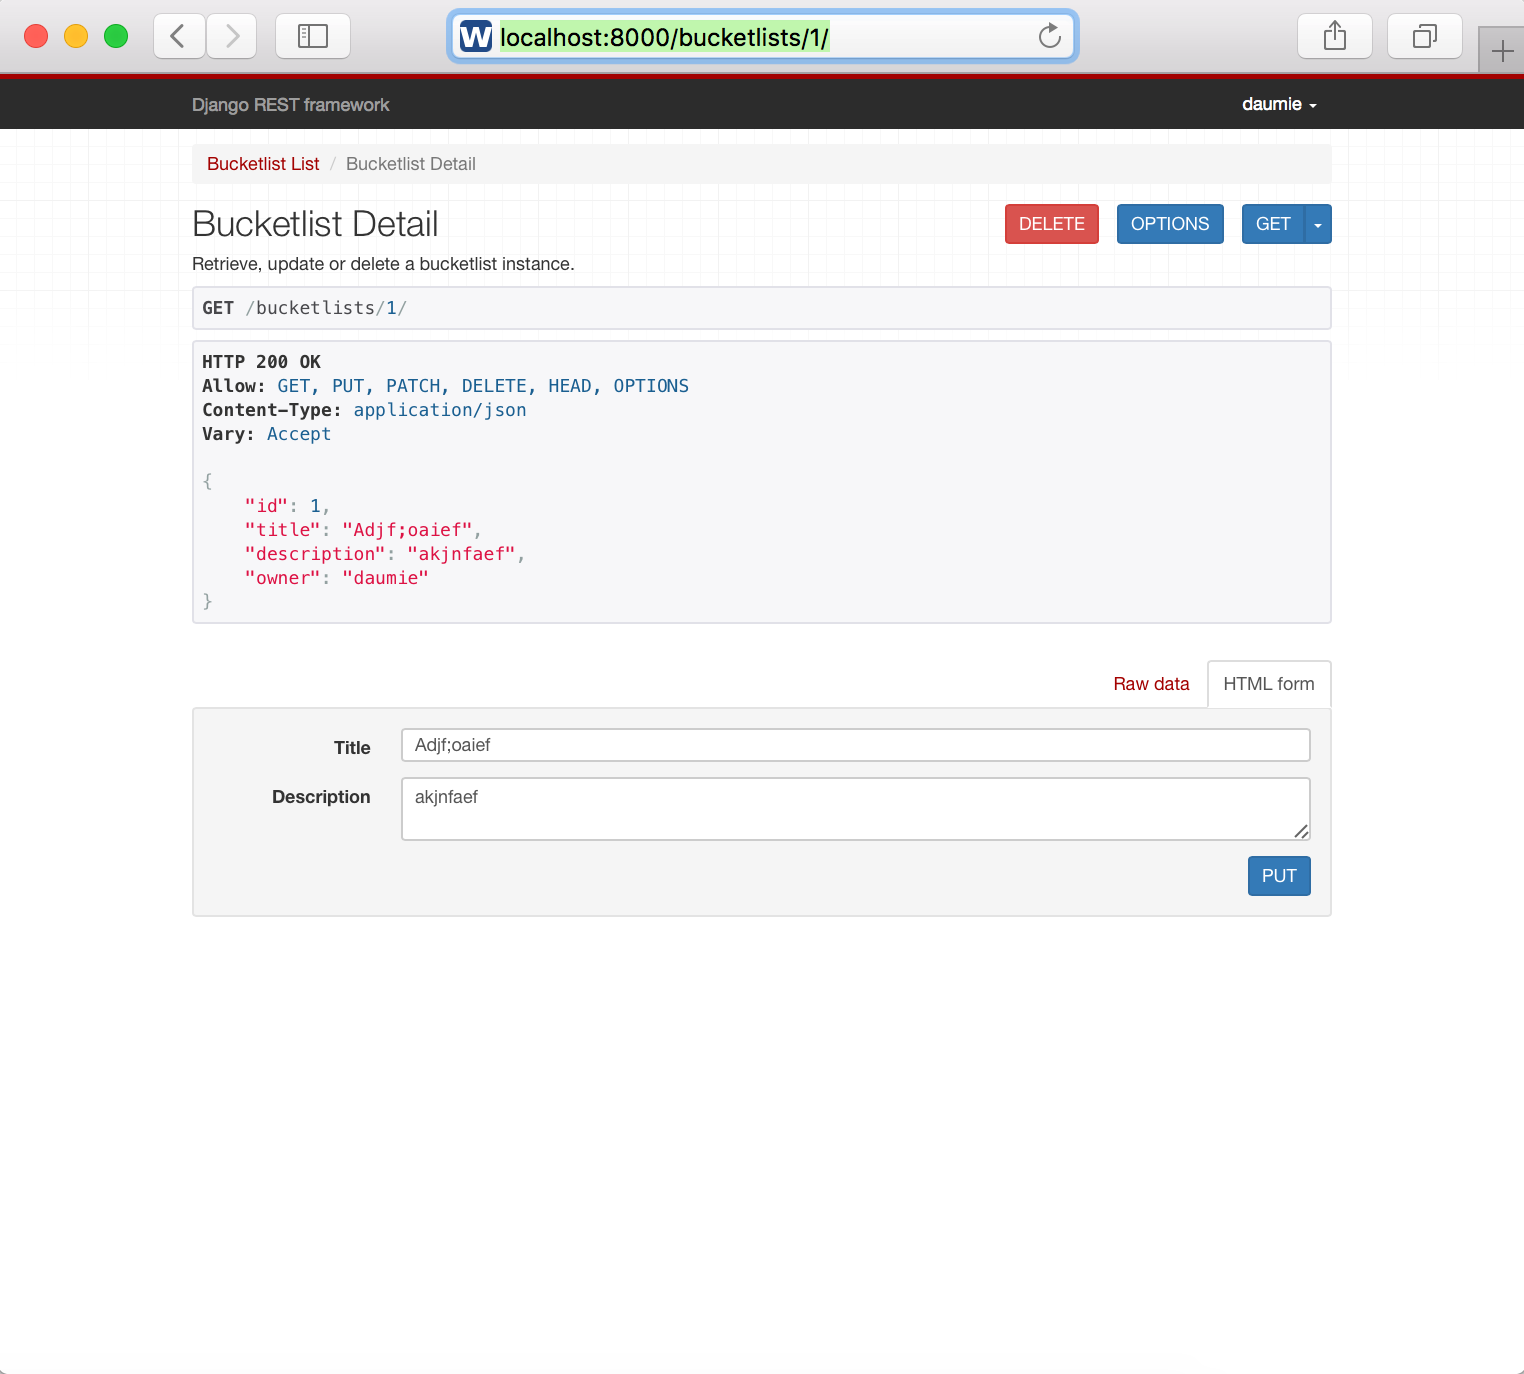 W localhost:8000/bucketlists/1/
Django REST framework daumie
Bucketlist List / Bucketlist Detail
Bucketlist Detail DELETE OPTIONS GET
Retrieve, update or delete a bucketlist instance.
GET /bucketlists/1/
HTTP 200 OK
Allow: GET, PUT, PATCH, DELETE, HEAD, OPTIONS
Content-Type: application/json
Vary: Accept
{
    "id": 1,
    "title": "Adjf;oaief",
    "description": "akjnfaef",
    "owner": "daumie"
}
Raw data HTML form
Title Adjf;oaief
Description akjnfaef
PUT